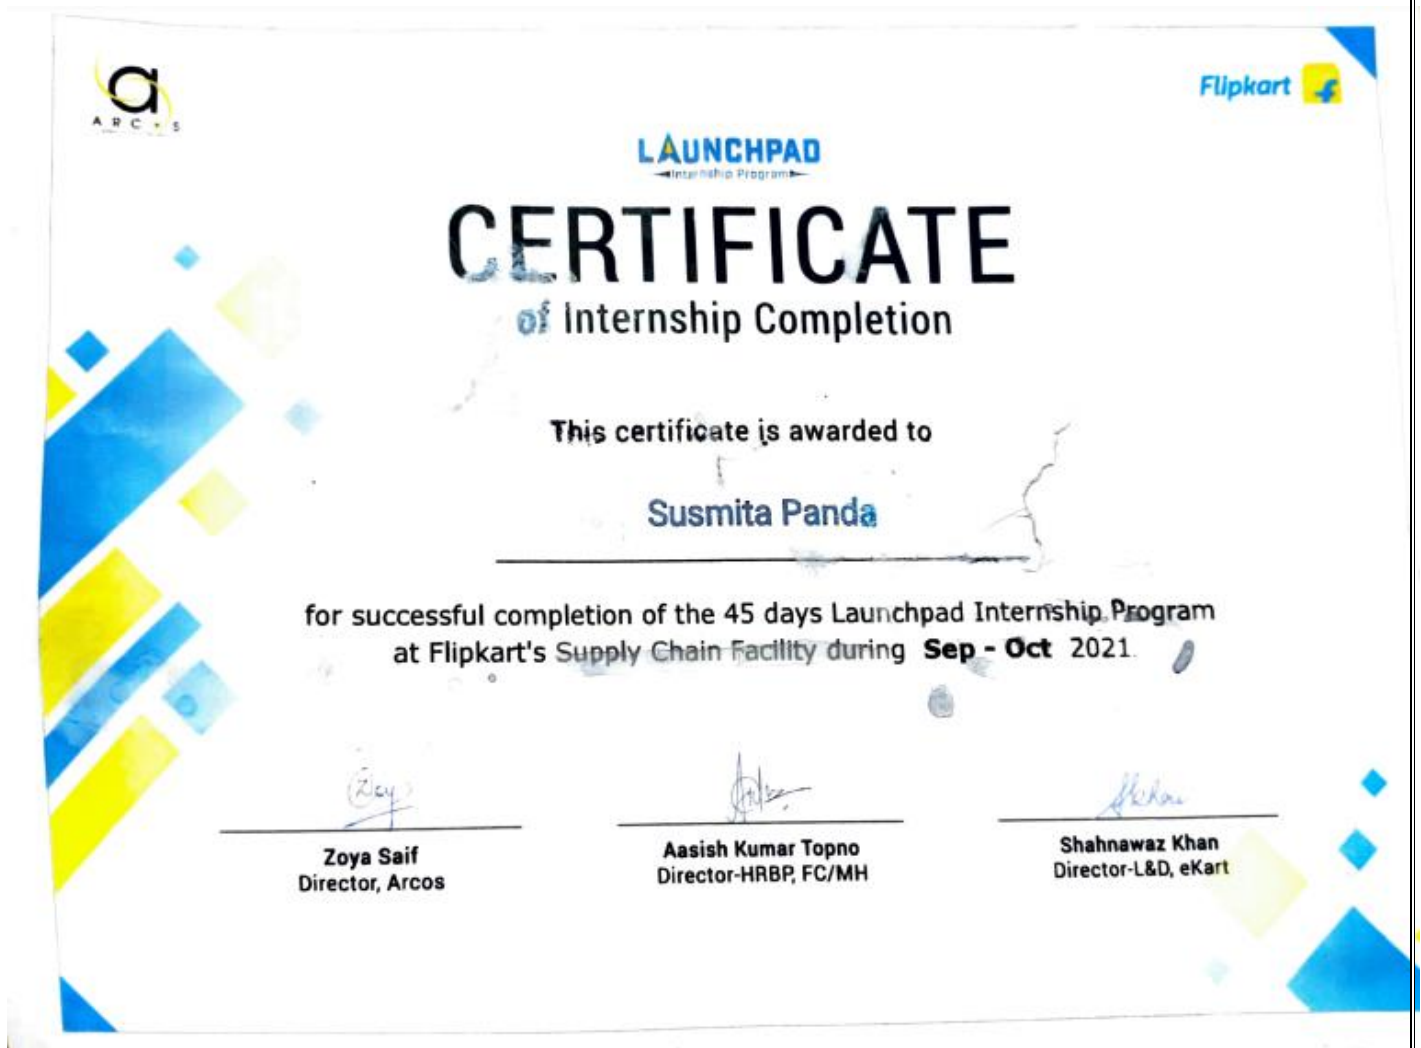 a
ARCOS
Flipkart
LAUNCHPAD
Internship Program
CERTIFICATE
of Internship Completion
This certificate is awarded to
Susmita Panda
for successful completion of the 45 days Launchpad Internship Program
at Flipkart's Supply Chain Facility during Sep - Oct 2021.
Zoya Saif
Director, Arcos
Aasish Kumar Topno
Director-HRBP, FC/MH
Shahnawaz Khan
Director-L&D, eKart